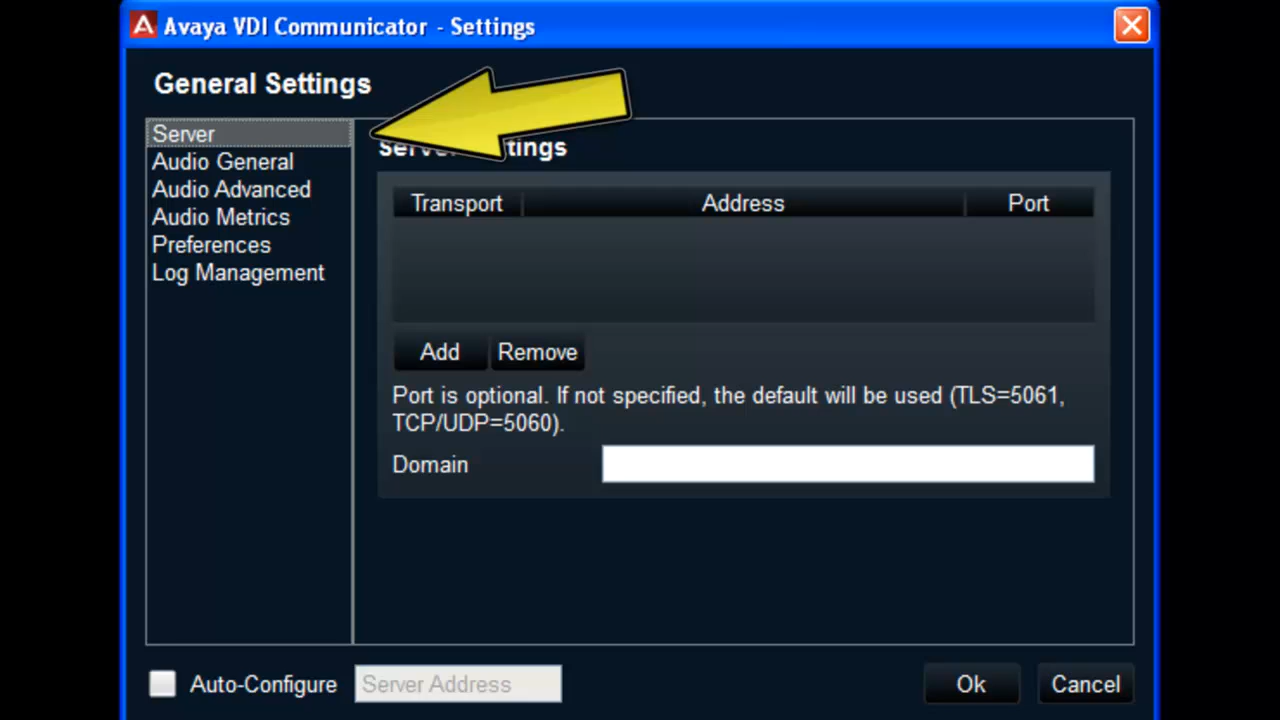 Avaya VDI Communicator - Settings
General Settings
Server
Audio General
Audio Advanced
Audio Metrics
Preferences
Log Management
Server Settings
Transport Address Port
Add Remove
Port is optional. If not specified, the default will be used (TLS=5061,
TCP/UDP=5060).
Domain
Auto-Configure Server Address Ok Cancel